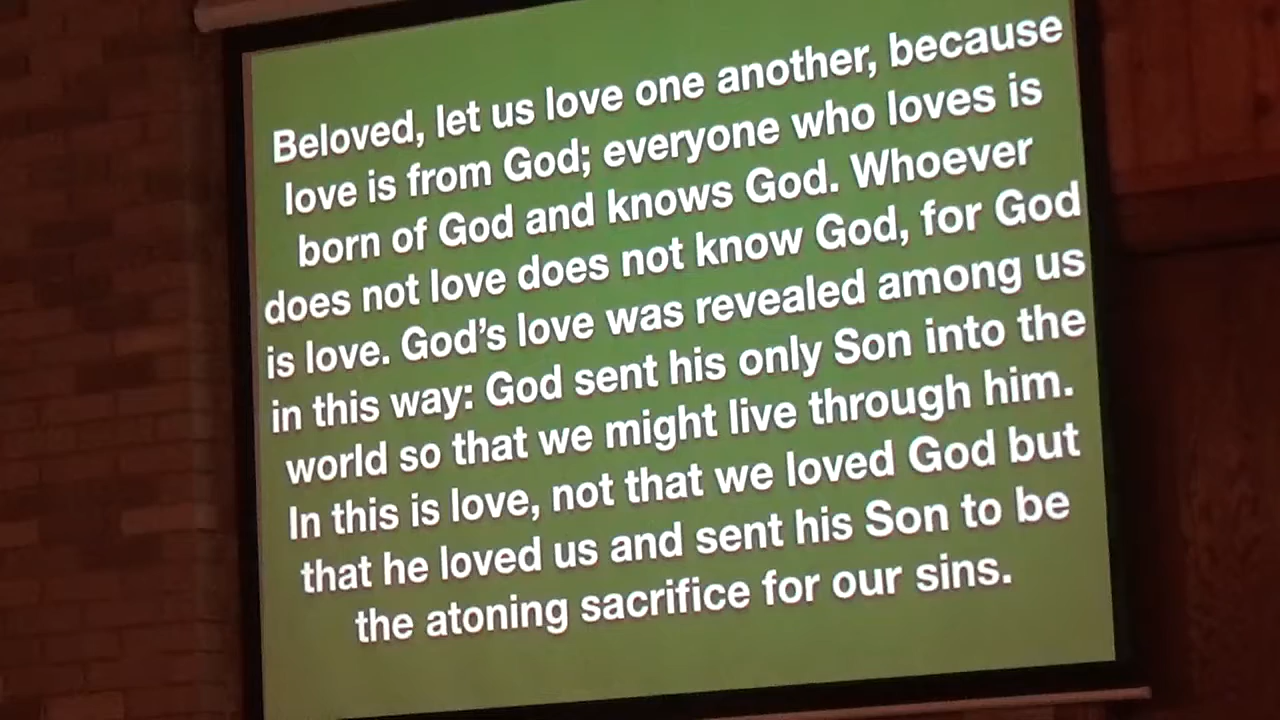 Beloved, let us love one another, because
love is from God; everyone who loves is
born of God and knows God. Whoever
does not love does not know God, for God
is love. God’s love was revealed among us
in this way: God sent his only Son into the
world so that we might live through him.
In this is love, not that we loved God but
that he loved us and sent his Son to be
the atoning sacrifice for our sins.